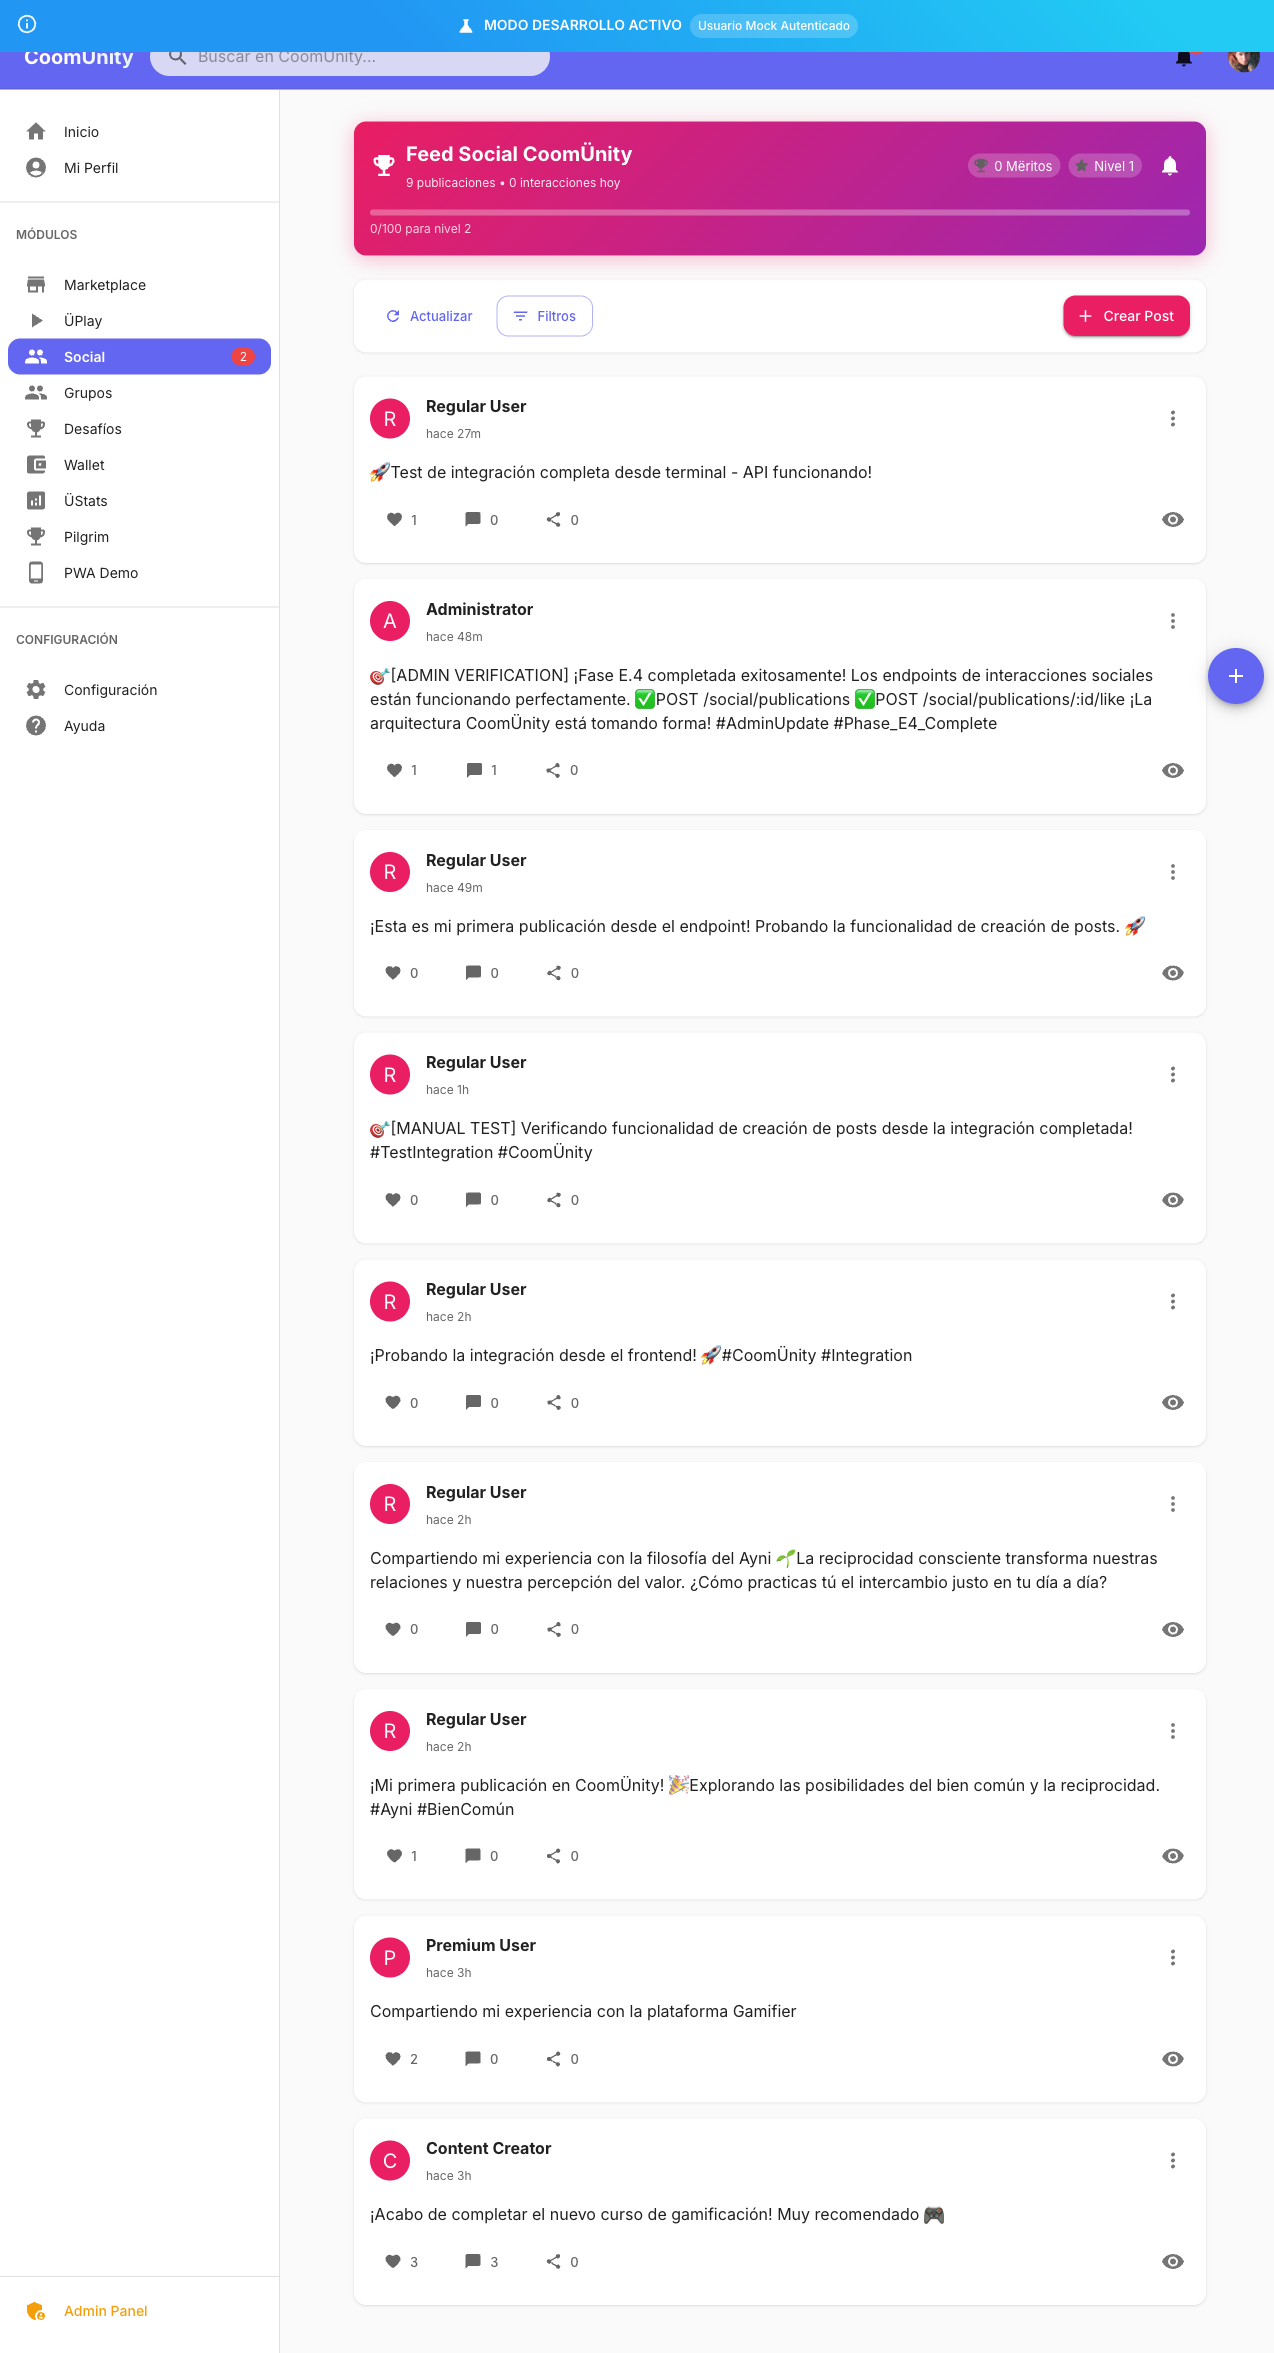 MODO DESARROLLO ACTIVO Usuario Mock Autenticado
CoomUnity Buscar en CoomUnity...
Inicio
Mi Perfil
MÓDULOS
Marketplace
ÜPlay
Social 2
Grupos
Desafíos
Wallet
ÜStats
Pilgrim
PWA Demo
CONFIGURACIÓN
Configuración
Ayuda
Admin Panel
Feed Social CoomÜnity
9 publicaciones • 0 interacciones hoy
0 Mëritos Nivel 1
0/100 para nivel 2
Actualizar Filtros Crear Post
R Regular User
hace 27m
🚀Test de integración completa desde terminal - API funcionando!
1 0 0
A Administrator
hace 48m
🎯[ADMIN VERIFICATION] ¡Fase E.4 completada exitosamente! Los endpoints de interacciones sociales
están funcionando perfectamente. ✅POST /social/publications ✅POST /social/publications/:id/like ¡La
arquitectura CoomÜnity está tomando forma! #AdminUpdate #Phase_E4_Complete
1 1 0
R Regular User
hace 49m
¡Esta es mi primera publicación desde el endpoint! Probando la funcionalidad de creación de posts. 🚀
0 0 0
R Regular User
hace 1h
🎯[MANUAL TEST] Verificando funcionalidad de creación de posts desde la integración completada!
#TestIntegration #CoomÜnity
0 0 0
R Regular User
hace 2h
¡Probando la integración desde el frontend! 🚀#CoomÜnity #Integration
0 0 0
R Regular User
hace 2h
Compartiendo mi experiencia con la filosofía del Ayni 🌱La reciprocidad consciente transforma nuestras
relaciones y nuestra percepción del valor. ¿Cómo practicas tú el intercambio justo en tu día a día?
0 0 0
R Regular User
hace 2h
¡Mi primera publicación en CoomÜnity! 🎉Explorando las posibilidades del bien común y la reciprocidad.
#Ayni #BienComún
1 0 0
P Premium User
hace 3h
Compartiendo mi experiencia con la plataforma Gamifier
2 0 0
C Content Creator
hace 3h
¡Acabo de completar el nuevo curso de gamificación! Muy recomendado 🎮
3 3 0